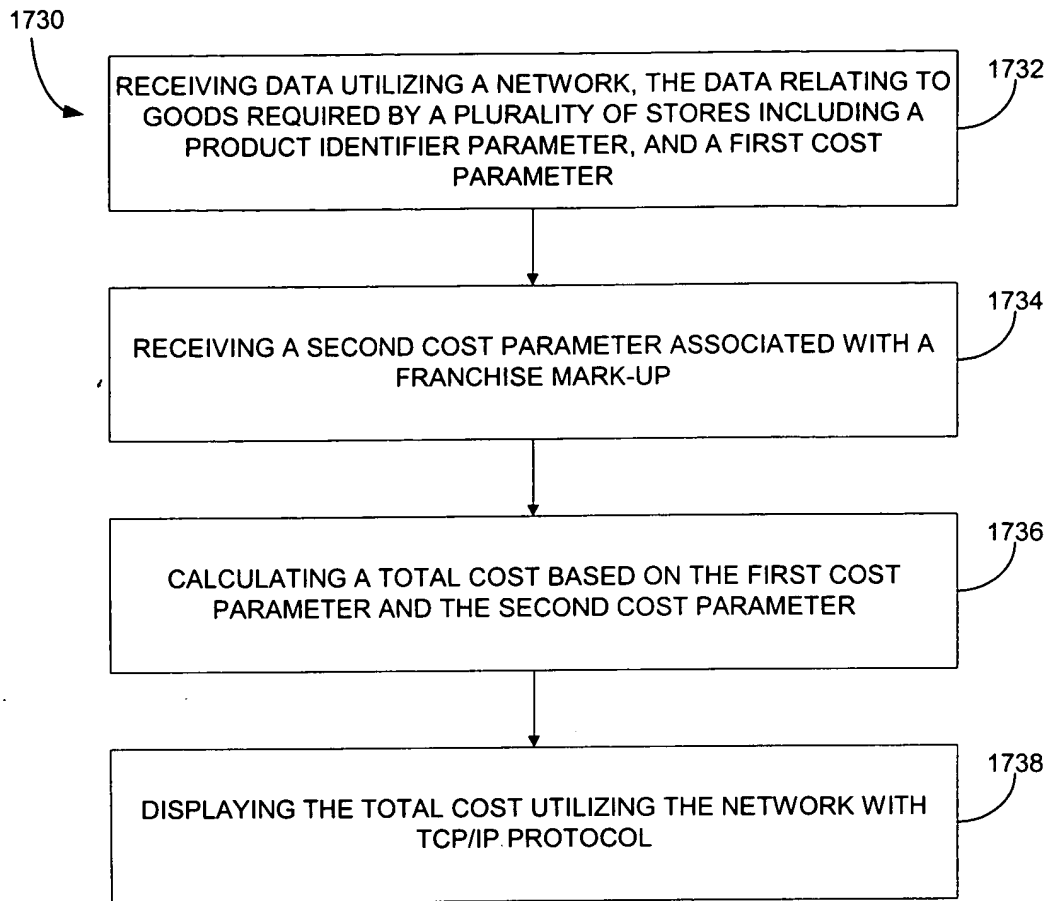 1730
RECEIVING DATA UTILIZING A NETWORK, THE DATA RELATING TO
GOODS REQUIRED BY A PLURALITY OF STORES INCLUDING A
PRODUCT IDENTIFIER PARAMETER, AND A FIRST COST
PARAMETER
1732
RECEIVING A SECOND COST PARAMETER ASSOCIATED WITH A
FRANCHISE MARK-UP
1734
CALCULATING A TOTAL COST BASED ON THE FIRST COST
PARAMETER AND THE SECOND COST PARAMETER
1736
DISPLAYING THE TOTAL COST UTILIZING THE NETWORK WITH
TCP/IP PROTOCOL
1738